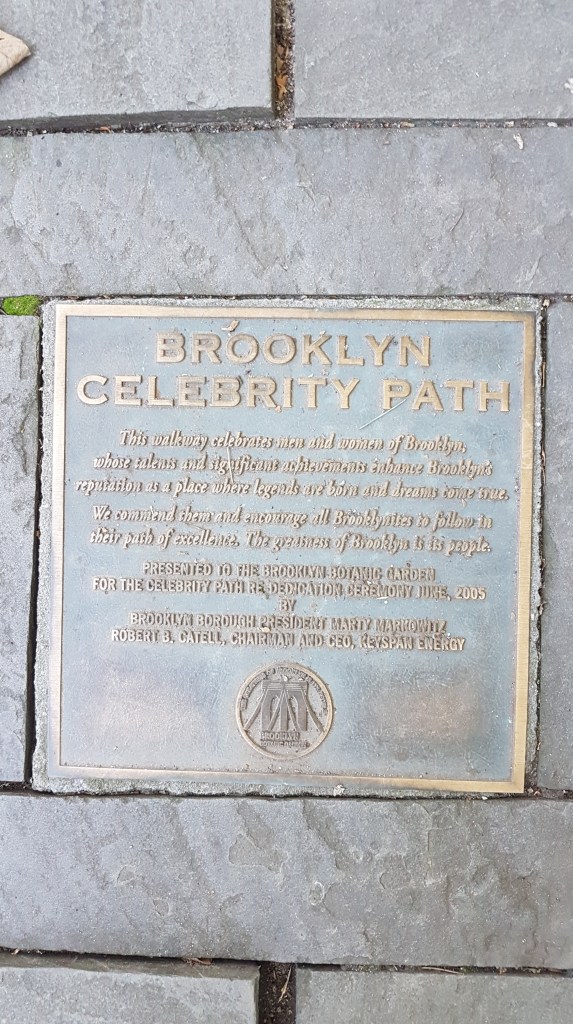 BROOKLYN
CELEBRITY PATH
This walkway celebrates men and women of Brooklyn,
whose talents and significant achievements enhance Brooklyn's
reputation as a place where legends are born and dreams come true.
We commend them and encourage all Brooklynites to follow in
their path of excellence. The greatness of Brooklyn is its people.
PRESENTED TO THE BROOKLYN BOTANIC GARDEN
FOR THE CELEBRITY PATH RE-DEDICATION CEREMONY JUNE, 2005
BY
BROOKLYN BOROUGH PRESIDENT MARTY MARKOWITZ
ROBERT B. CATELL, CHAIRMAN AND CEO, KEYSPAN ENERGY
BROOKLYN